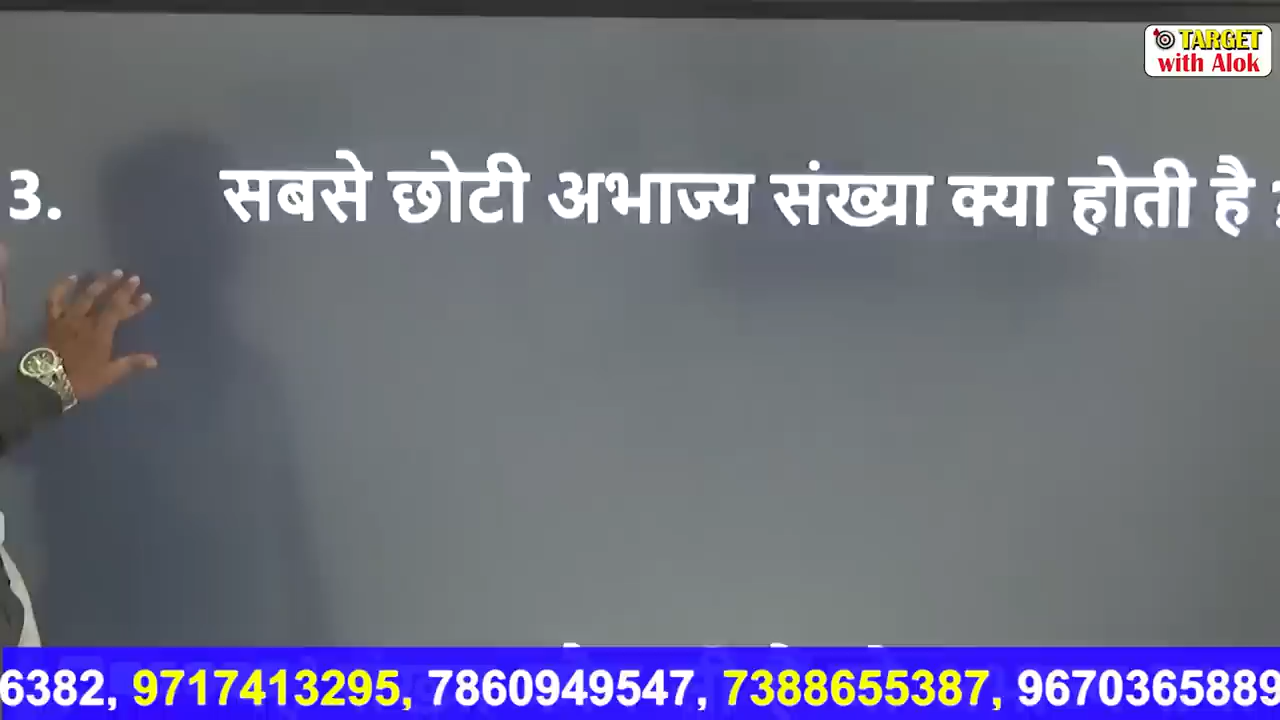 TARGET
with Alok
3. सबसे छोटी अभाज्य संख्या क्या होती है ?
6382, 9717413295, 7860949547, 7388655387, 9670365889